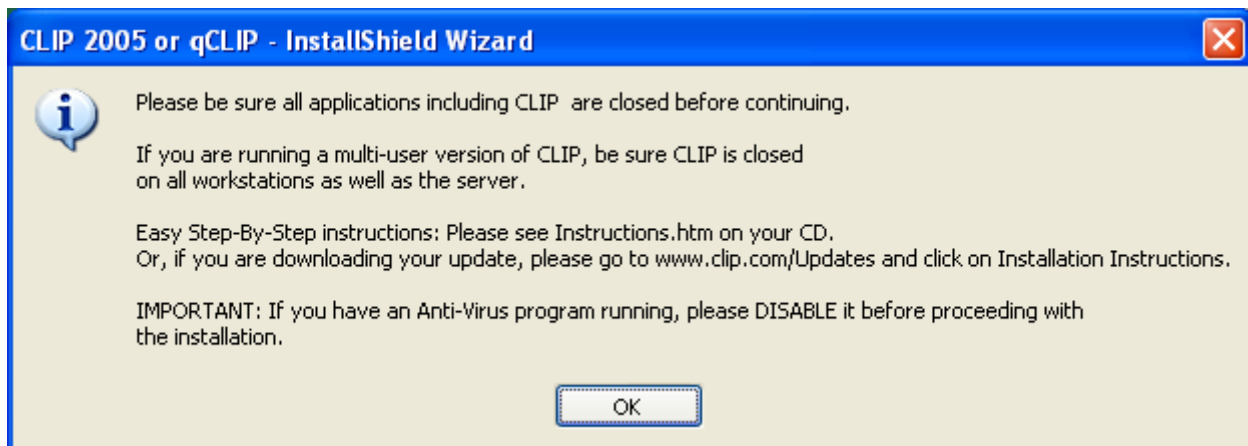 CLIP 2005 or qCLIP - InstallShield Wizard
Please be sure all applications including CLIP  are closed before continuing.
If you are running a multi-user version of CLIP, be sure CLIP is closed
on all workstations as well as the server.
Easy Step-By-Step instructions: Please see Instructions.htm on your CD.
Or, if you are downloading your update, please go to www.clip.com/Updates and click on Installation Instructions.
IMPORTANT: If you have an Anti-Virus program running, please DISABLE it before proceeding with
the installation.
OK